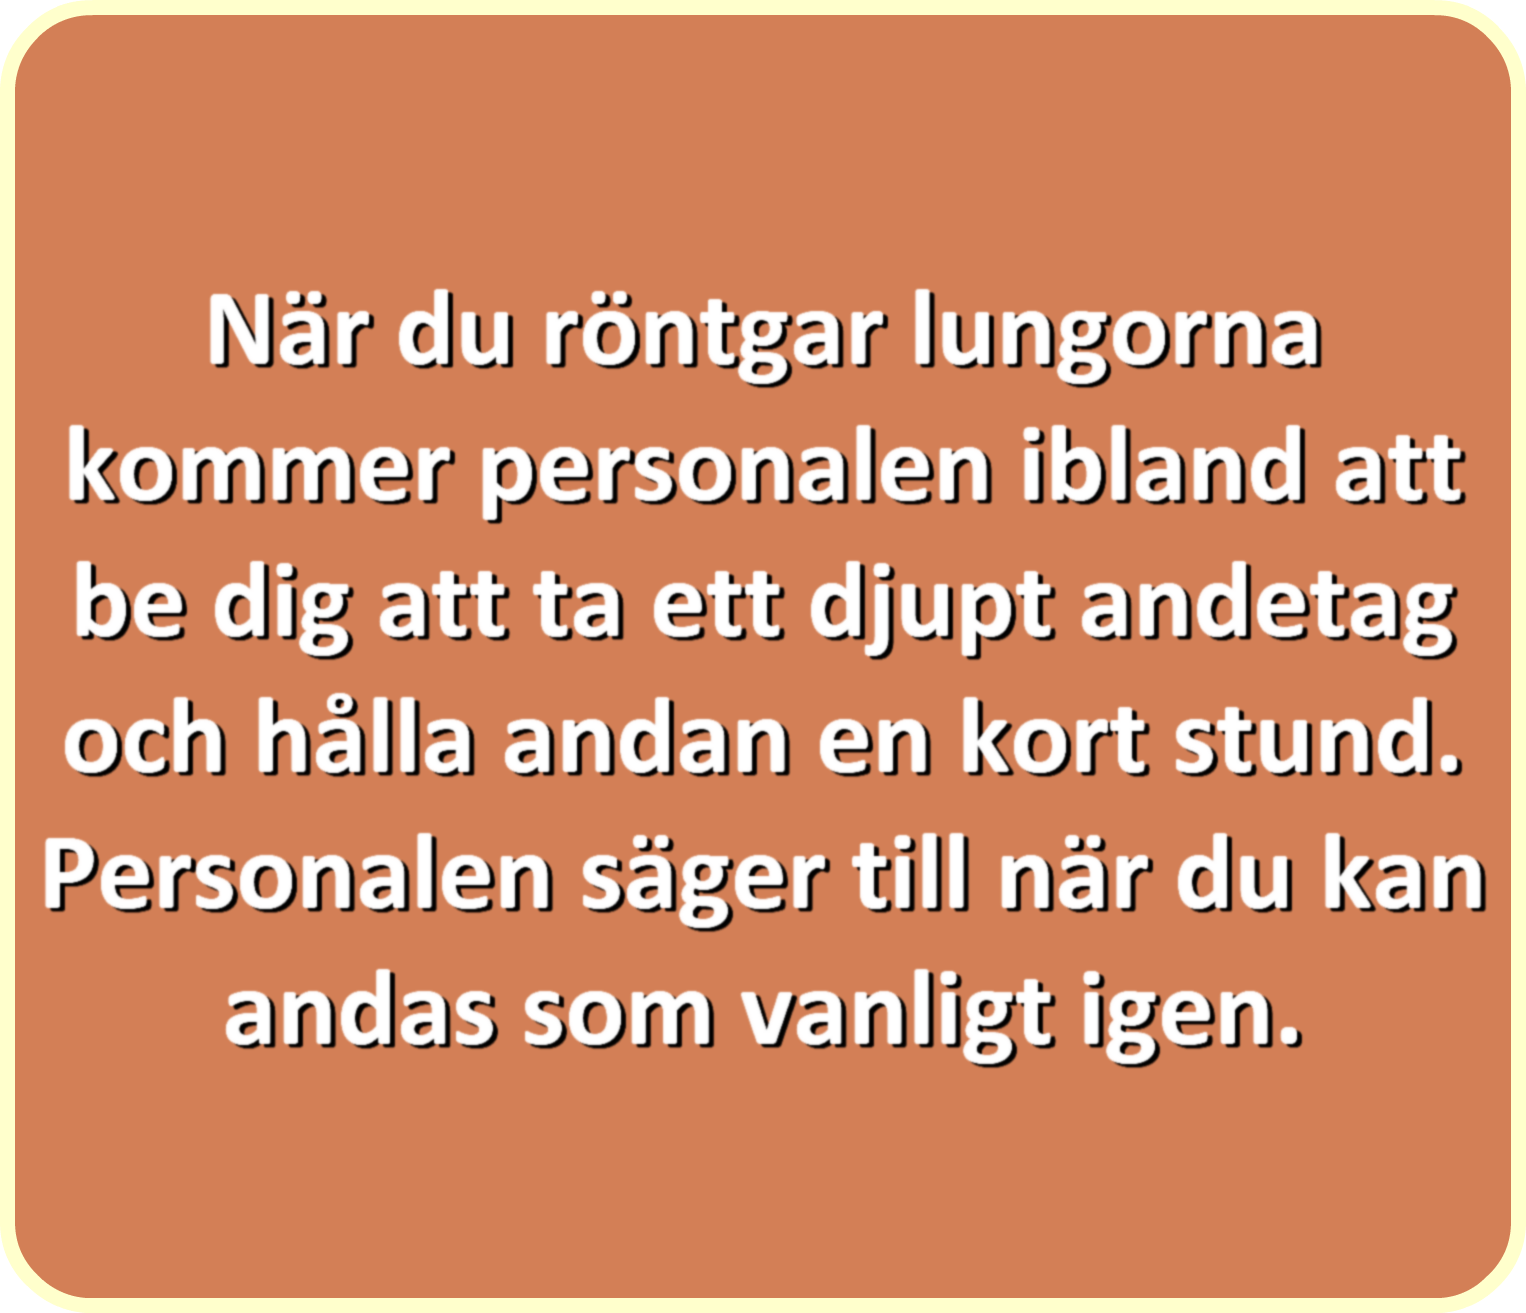 När du röntgar lungorna
kommer personalen ibland att
be dig att ta ett djupt andetag
och hålla andan en kort stund.
Personalen säger till när du kan
andas som vanligt igen.